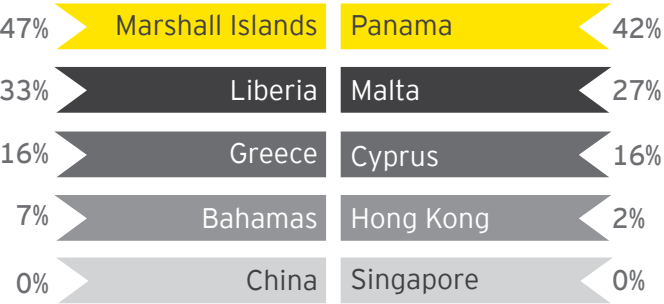 47% Marshall Islands Panama 42%
33% Liberia Malta 27%
16% Greece Cyprus 16%
7% Bahamas Hong Kong 2%
0% China Singapore 0%